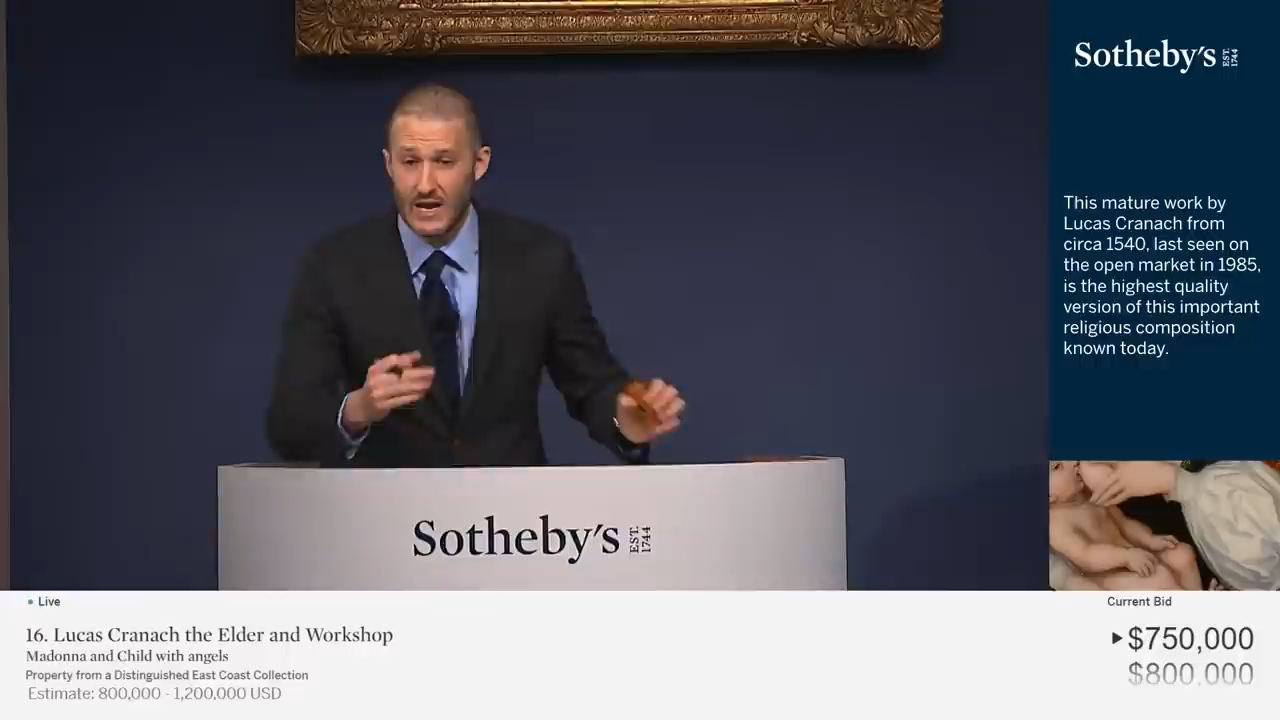 Sotheby's EST. 1744
This mature work by
Lucas Cranach from
circa 1540, last seen on
the open market in 1985,
is the highest quality
version of this important
religious composition
known today.
Sotheby's EST. 1744
Live
16. Lucas Cranach the Elder and Workshop
Madonna and Child with angels
Property from a Distinguished East Coast Collection
Estimate: 800,000 - 1,200,000 USD
Current Bid
$750,000
$800,000